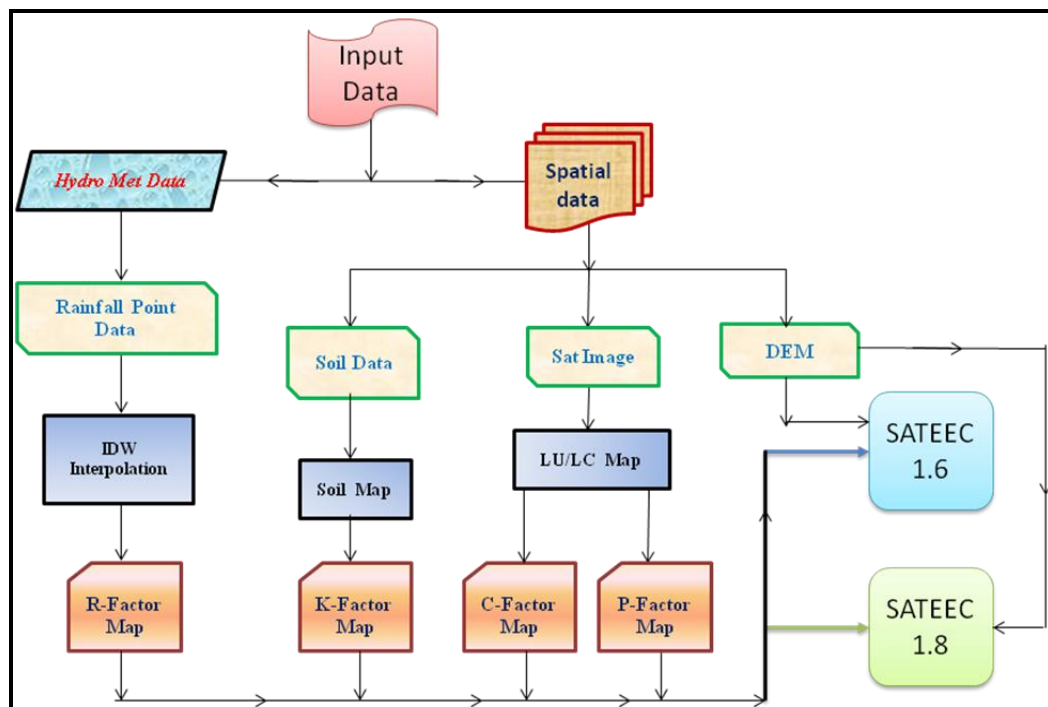 Input
Data
Hydro Met Data
Spatial
data
Rainfall Point
Data
Soil Data
Sat Image
DEM
IDW
Interpolation
Soil Map
LU/LC Map
SATEEC
1.6
R-Factor
Map
K-Factor
Map
C-Factor
Map
P-Factor
Map
SATEEC
1.8